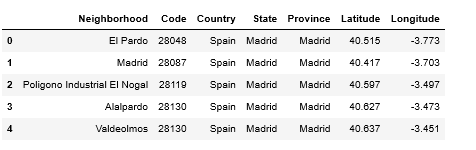 Neighborhood Code Country State Province Latitude Longitude
0 El Pardo 28048 Spain Madrid Madrid 40.515 -3.773
1 Madrid 28087 Spain Madrid Madrid 40.417 -3.703
2 Poligono Industrial El Nogal 28119 Spain Madrid Madrid 40.597 -3.497
3 Alalpardo 28130 Spain Madrid Madrid 40.627 -3.473
4 Valdeolmos 28130 Spain Madrid Madrid 40.637 -3.451